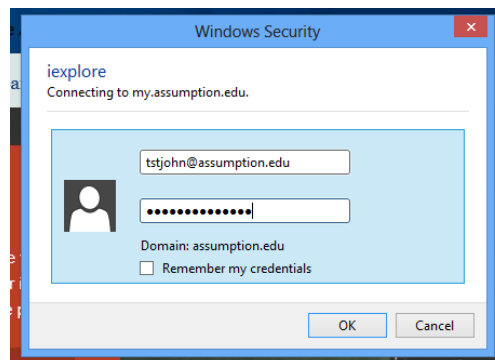 Windows Security
iexplore
Connecting to my.assumption.edu.
tstjohn@assumption.edu
••••••••••••••
Domain: assumption.edu
Remember my credentials
OK Cancel